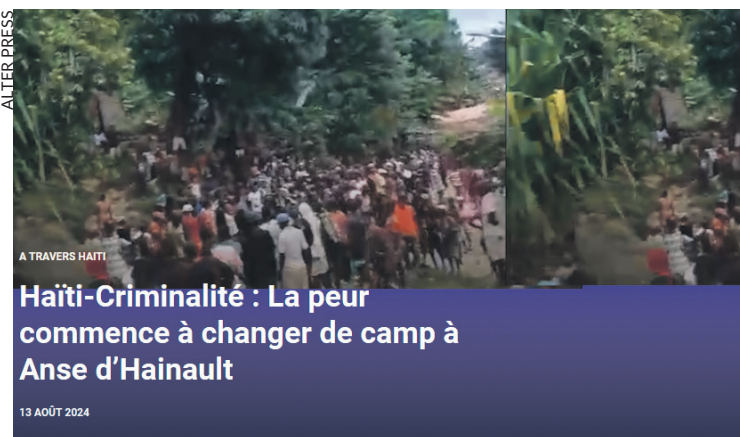 ALTER PRESS
A TRAVERS HAITI
Haïti-Criminalité : La peur
commence à changer de camp à
Anse d’Hainault
13 AOÛT 2024